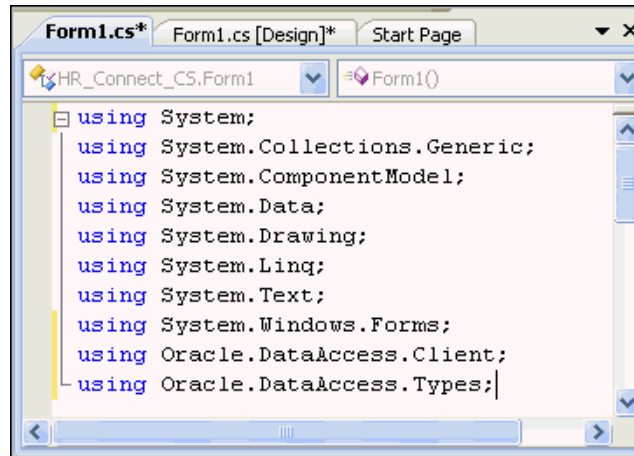 Form1.cs* Form1.cs [Design]* Start Page
HR_Connect_CS.Form1 Form1()
using System;
using System.Collections.Generic;
using System.ComponentModel;
using System.Data;
using System.Drawing;
using System.Linq;
using System.Text;
using System.Windows.Forms;
using Oracle.DataAccess.Client;
using Oracle.DataAccess.Types;